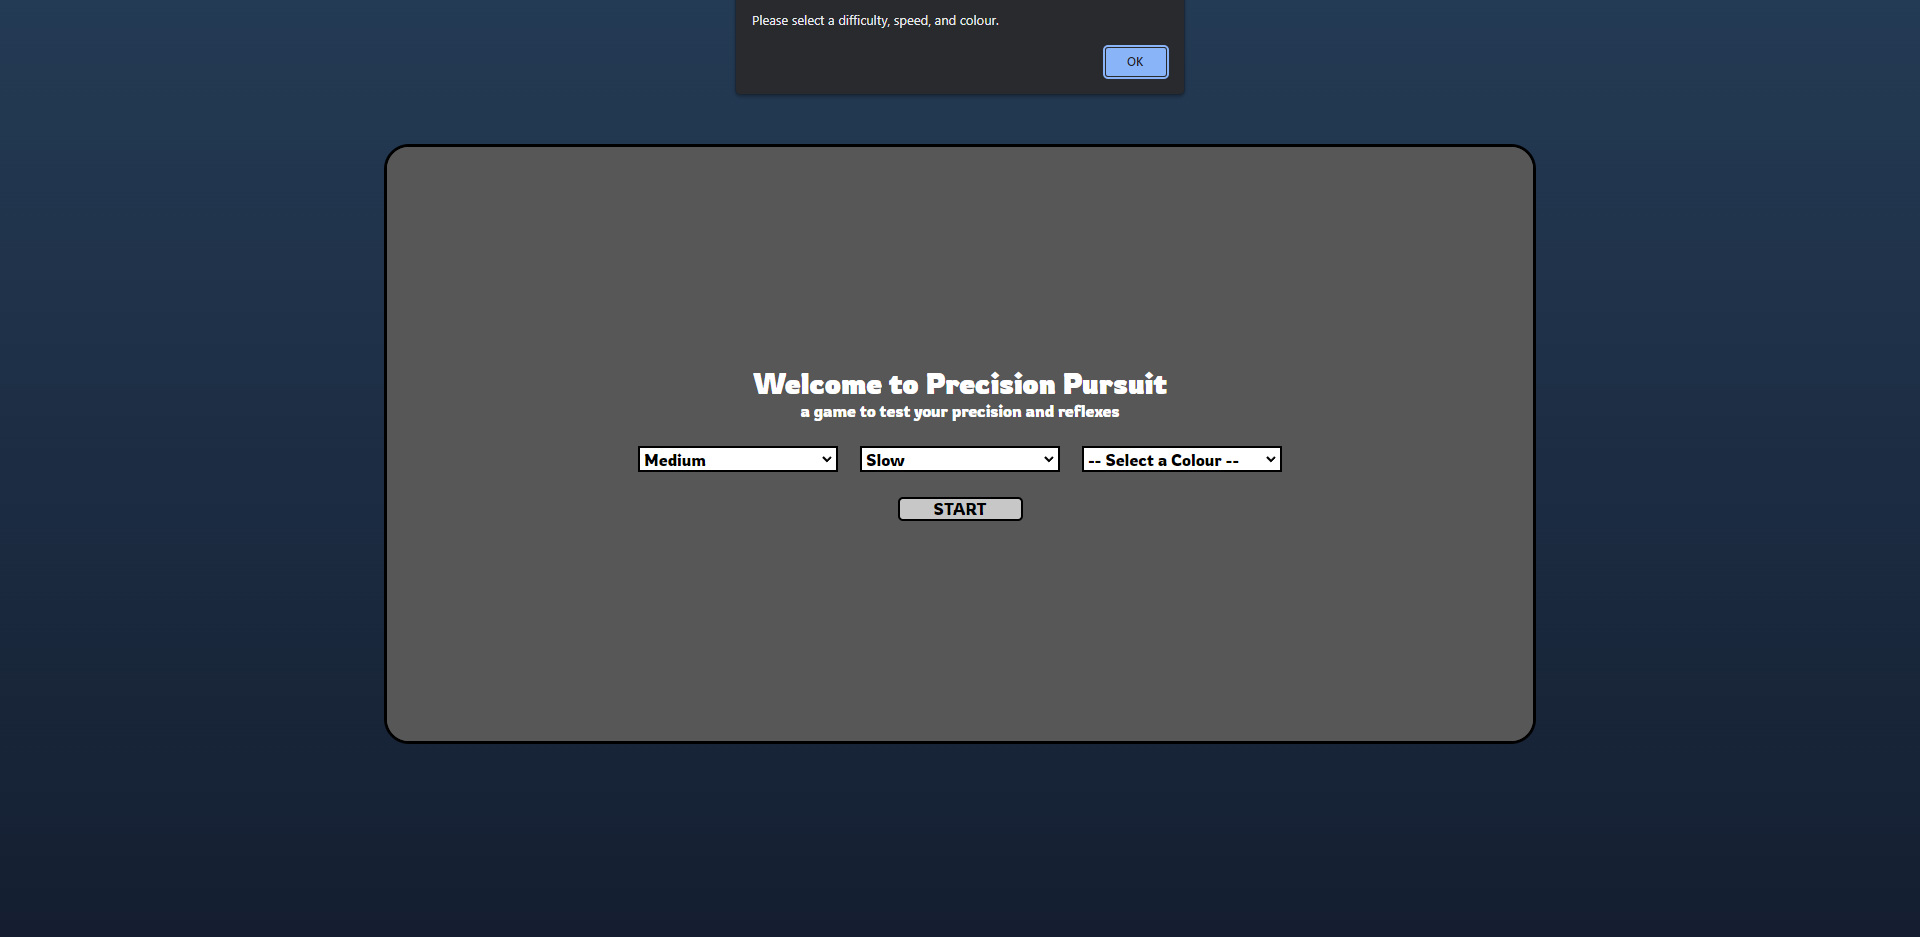 Please select a difficulty, speed, and colour.
OK
Welcome to Precision Pursuit
a game to test your precision and reflexes
Medium
Slow
-- Select a Colour --
START